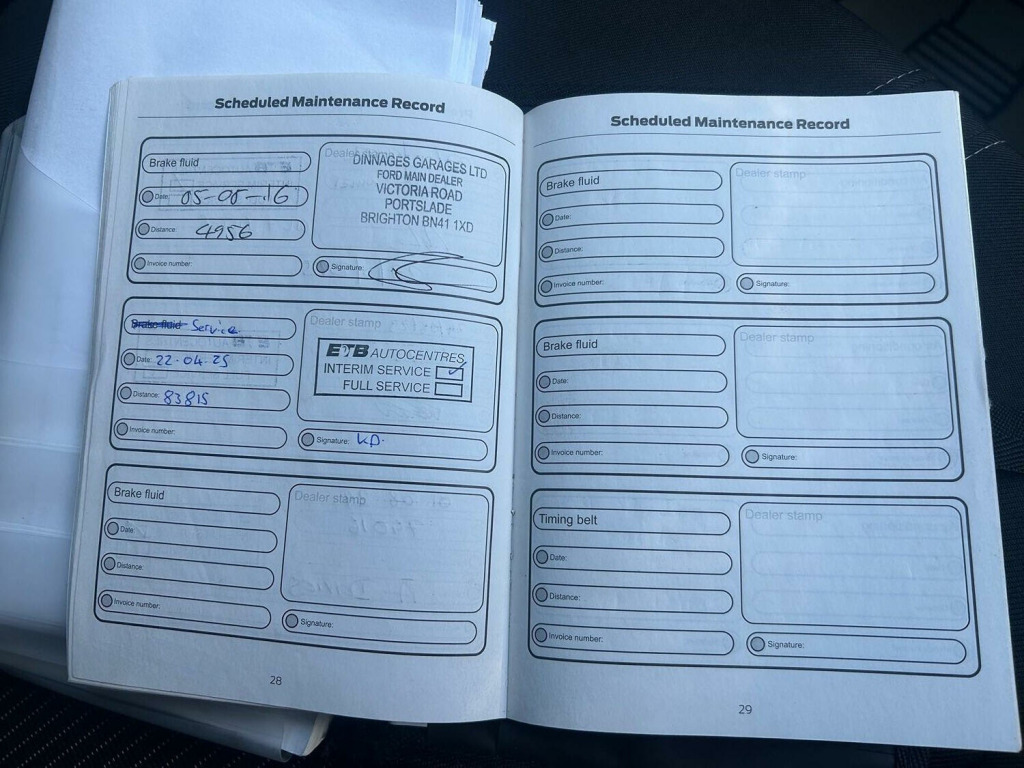 Scheduled Maintenance Record
Brake fluid
Date: 05-05-16
Distance: 4956
Invoice number:
Dealer stamp
DINNAGES GARAGES LTD
FORD MAIN DEALER
VICTORIA ROAD
PORTSLADE
BRIGHTON BN41 1XD
Signature:
Brake fluid Service
Date: 22-04-25
Distance: 83815
Invoice number:
Dealer stamp
ETB AUTOCENTRES
INTERIM SERVICE
FULL SERVICE
Signature: KD.
Brake fluid
Date:
Distance:
Invoice number:
Dealer stamp
Signature:
28
Scheduled Maintenance Record
Brake fluid
Date:
Distance:
Invoice number:
Dealer stamp
Signature:
Brake fluid
Date:
Distance:
Invoice number:
Dealer stamp
Signature:
Timing belt
Date:
Distance:
Invoice number:
Dealer stamp
Signature:
29